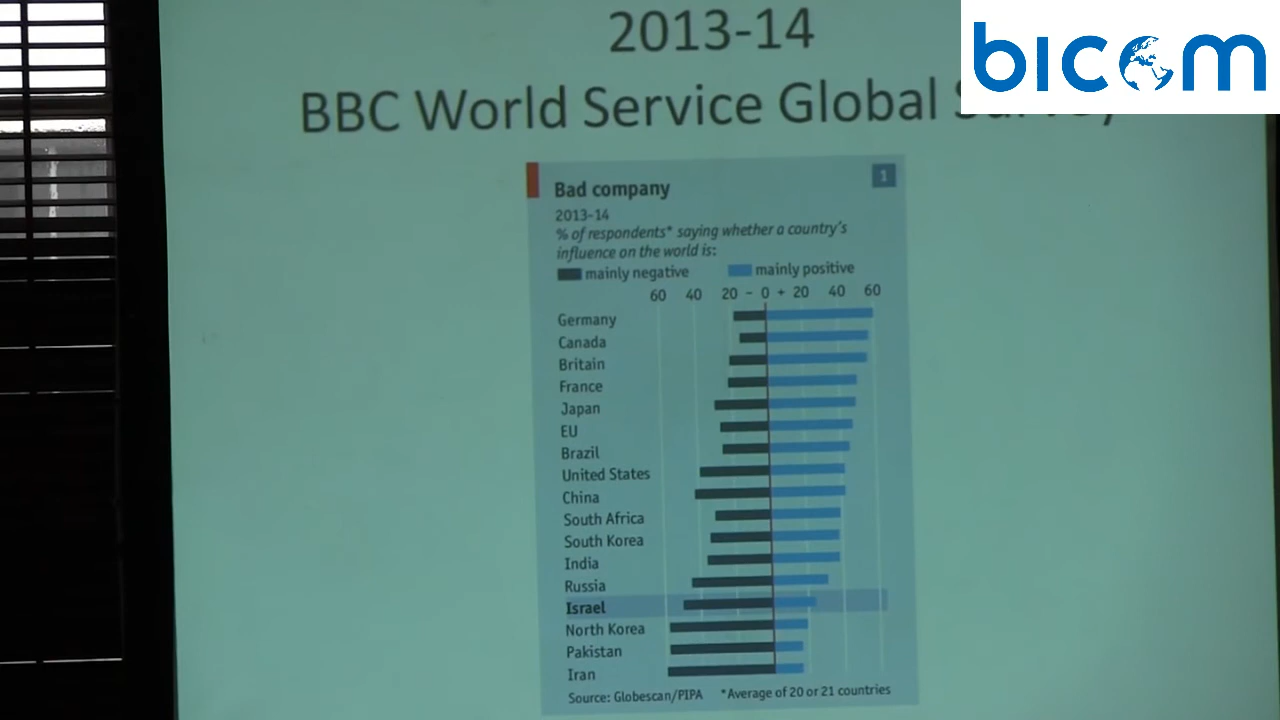 2013-14
bicom
BBC World Service Global
Bad company
1
2013-14
% of respondents* saying whether a country's
influence on the world is:
mainly negative mainly positive
60 40 20 - 0 + 20 40 60
Germany
Canada
Britain
France
Japan
EU
Brazil
United States
China
South Africa
South Korea
India
Russia
Israel
North Korea
Pakistan
Iran
Source: Globescan/PIPA *Average of 20 or 21 countries